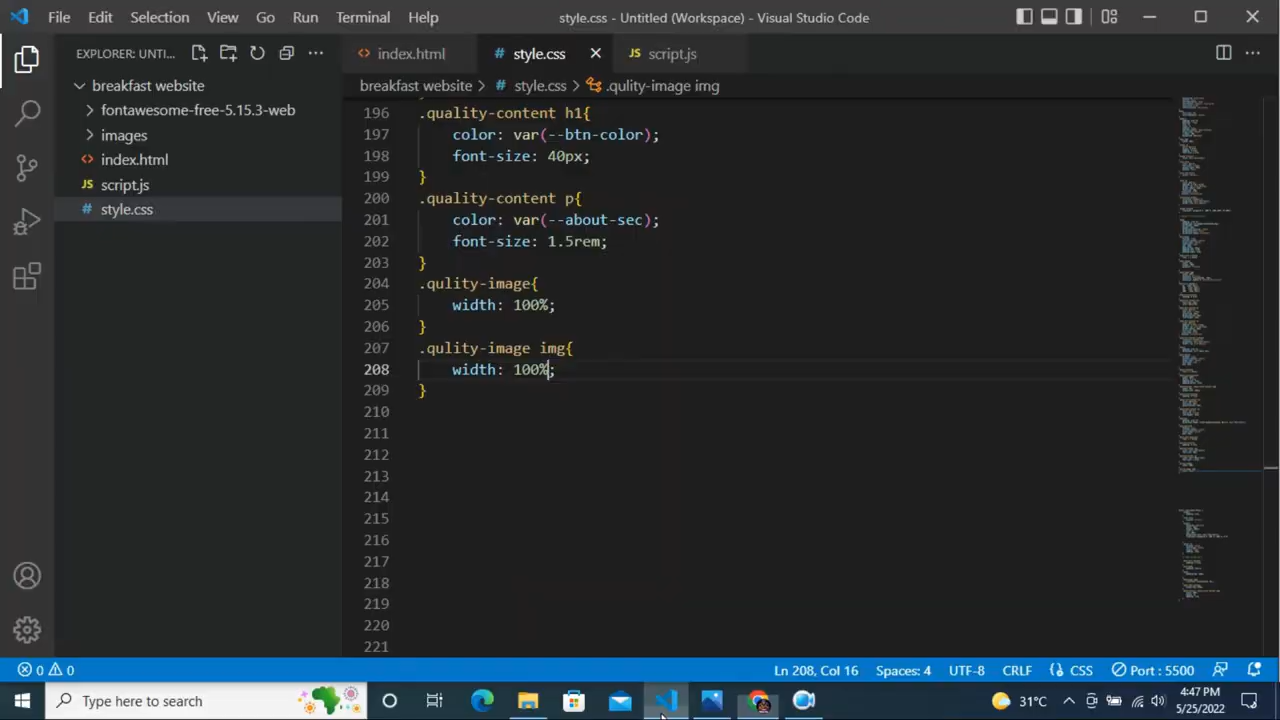 File Edit Selection View Go Run Terminal Help style.css - Untitled (Workspace) - Visual Studio Code
EXPLORER: UNTI...
index.html # style.css JS script.js
breakfast website > # style.css > .qulity-image img
breakfast website
fontawesome-free-5.15.3-web
images
index.html
JS script.js
# style.css
196 .quality-content h1{
197 color: var(--btn-color);
198 font-size: 40px;
199 }
200 .quality-content p{
201 color: var(--about-sec);
202 font-size: 1.5rem;
203 }
204 .qulity-image{
205 width: 100%;
206 }
207 .qulity-image img{
208 width: 100%;
209 }
210
211
212
213
214
215
216
217
218
219
220
221
0 0 Ln 208, Col 16 Spaces: 4 UTF-8 CRLF CSS Port : 5500
Type here to search 31°C 4:47 PM
5/25/2022